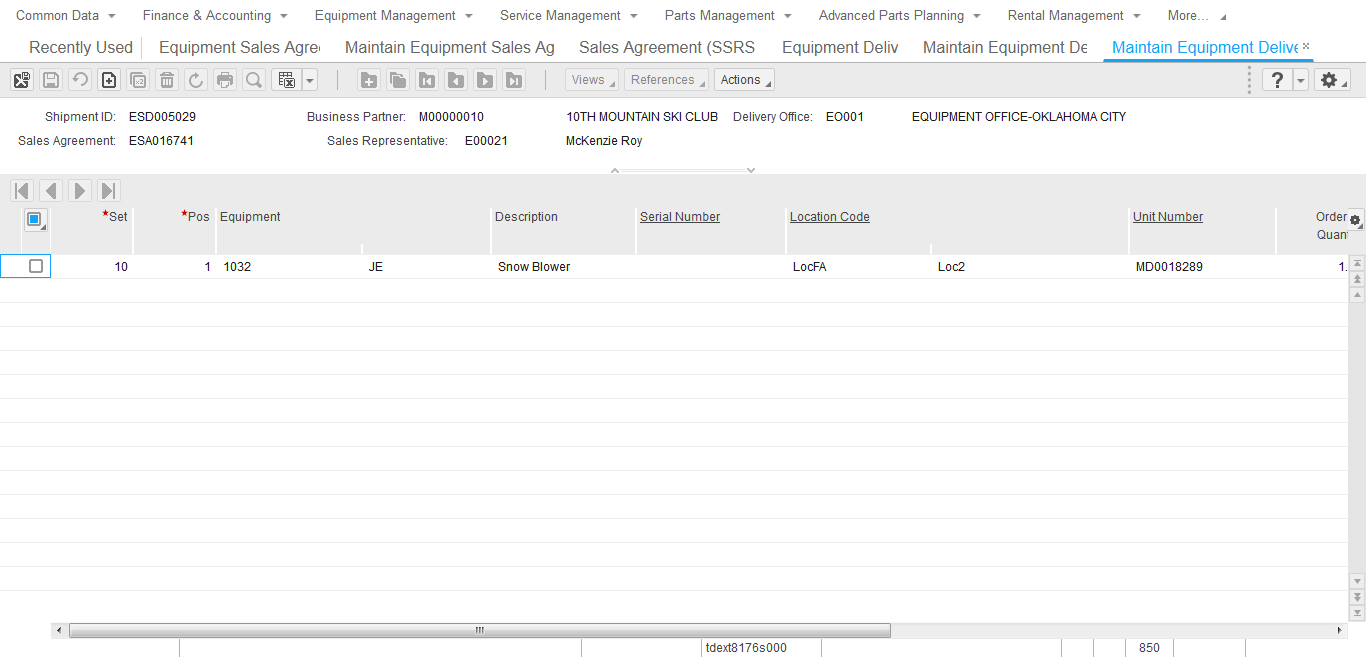 Common Data Finance & Accounting Equipment Management Service Management Parts Management Advanced Parts Planning Rental Management More...
Recently Used Equipment Sales Agre Maintain Equipment Sales Ag Sales Agreement (SSRS Equipment Deliv Maintain Equipment De Maintain Equipment Delive
Views References Actions ?
Shipment ID: ESD005029 Business Partner: M00000010 10TH MOUNTAIN SKI CLUB Delivery Office: EO001 EQUIPMENT OFFICE-OKLAHOMA CITY
Sales Agreement: ESA016741 Sales Representative: E00021 McKenzie Roy
*Set *Pos Equipment Description Serial Number Location Code Unit Number Order
Quant
10 1 1032 JE Snow Blower LocFA Loc2 MD0018289 1.
tdext8176s000 850